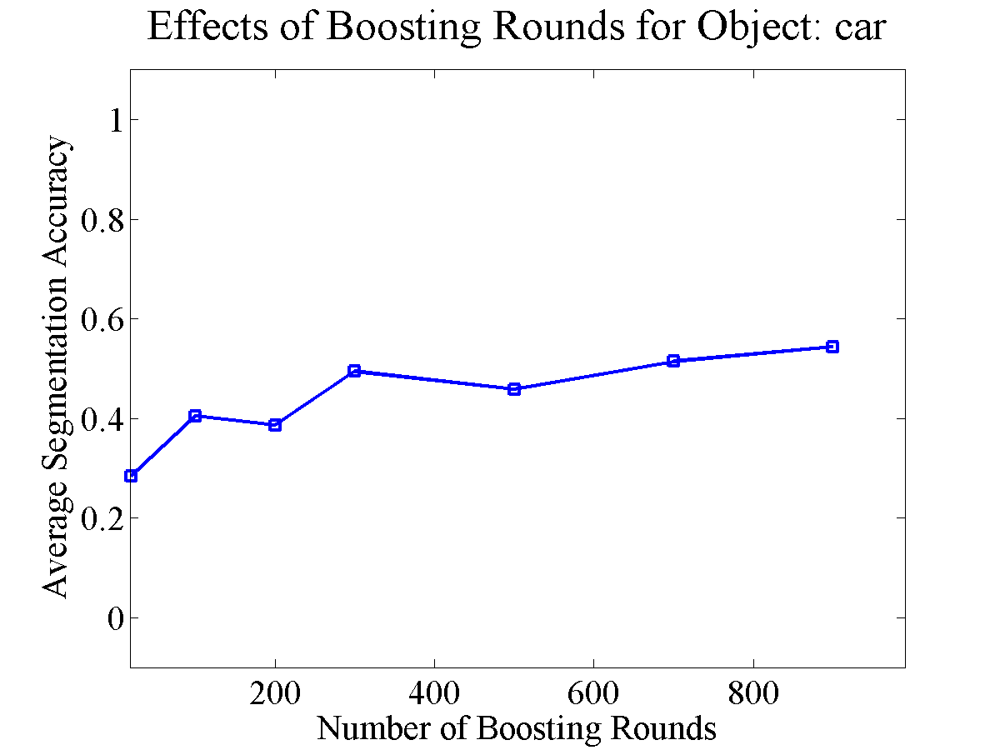 Effects of Boosting Rounds for Object: car
Average Segmentation Accuracy
1
0.8
0.6
0.4
0.2
0
200 400 600 800
Number of Boosting Rounds